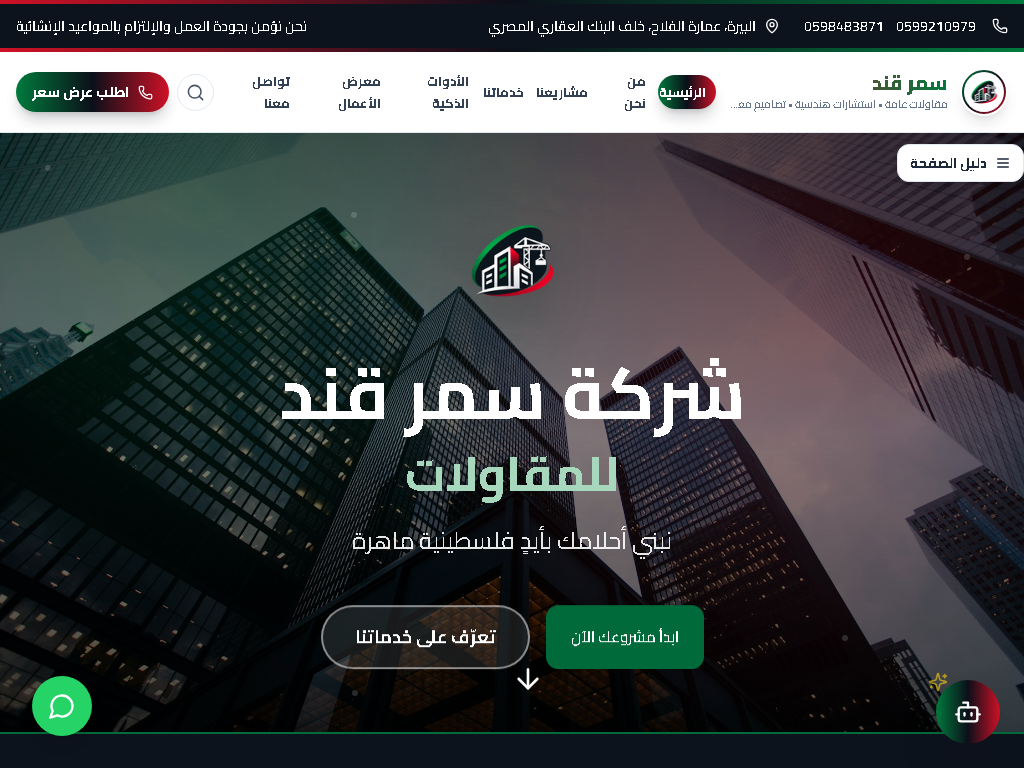 0599210979 0598483871 البيرة، عمارة الفلاح، خلف البنك العقاري المصري
نحن نؤمن بجودة العمل والإلتزام بالمواعيد الإنشائية
سمر قند
مقاولات عامة • استشارات هندسية • تصاميم مع...
الرئيسية
من نحن
مشاريعنا
خدماتنا
الأدوات الذكية
معرض الأعمال
تواصل معنا
اطلب عرض سعر
دليل الصفحة
شركة سمر قند
للمقاولات
نبني أحلامك بأيدٍ فلسطينية ماهرة
ابدأ مشروعك الآن
تعرّف على خدماتنا